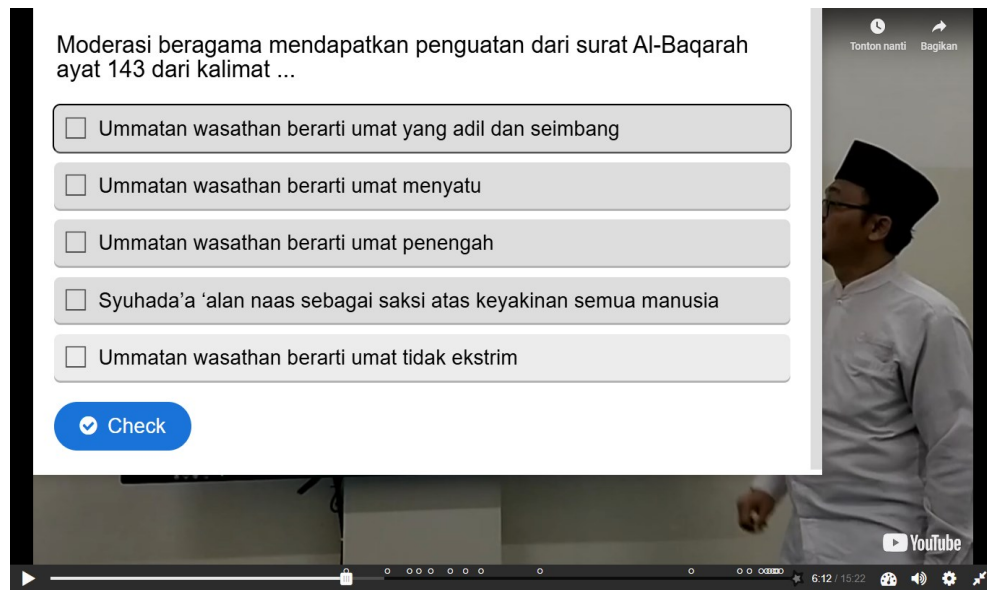 Moderasi beragama mendapatkan penguatan dari surat Al-Baqarah
ayat 143 dari kalimat ...
Ummatan wasathan berarti umat yang adil dan seimbang
Ummatan wasathan berarti umat menyatu
Ummatan wasathan berarti umat penengah
Syuhada’a ‘alan naas sebagai saksi atas keyakinan semua manusia
Ummatan wasathan berarti umat tidak ekstrim
Check
Tonton nanti Bagikan
YouTube
6:12 / 15:22